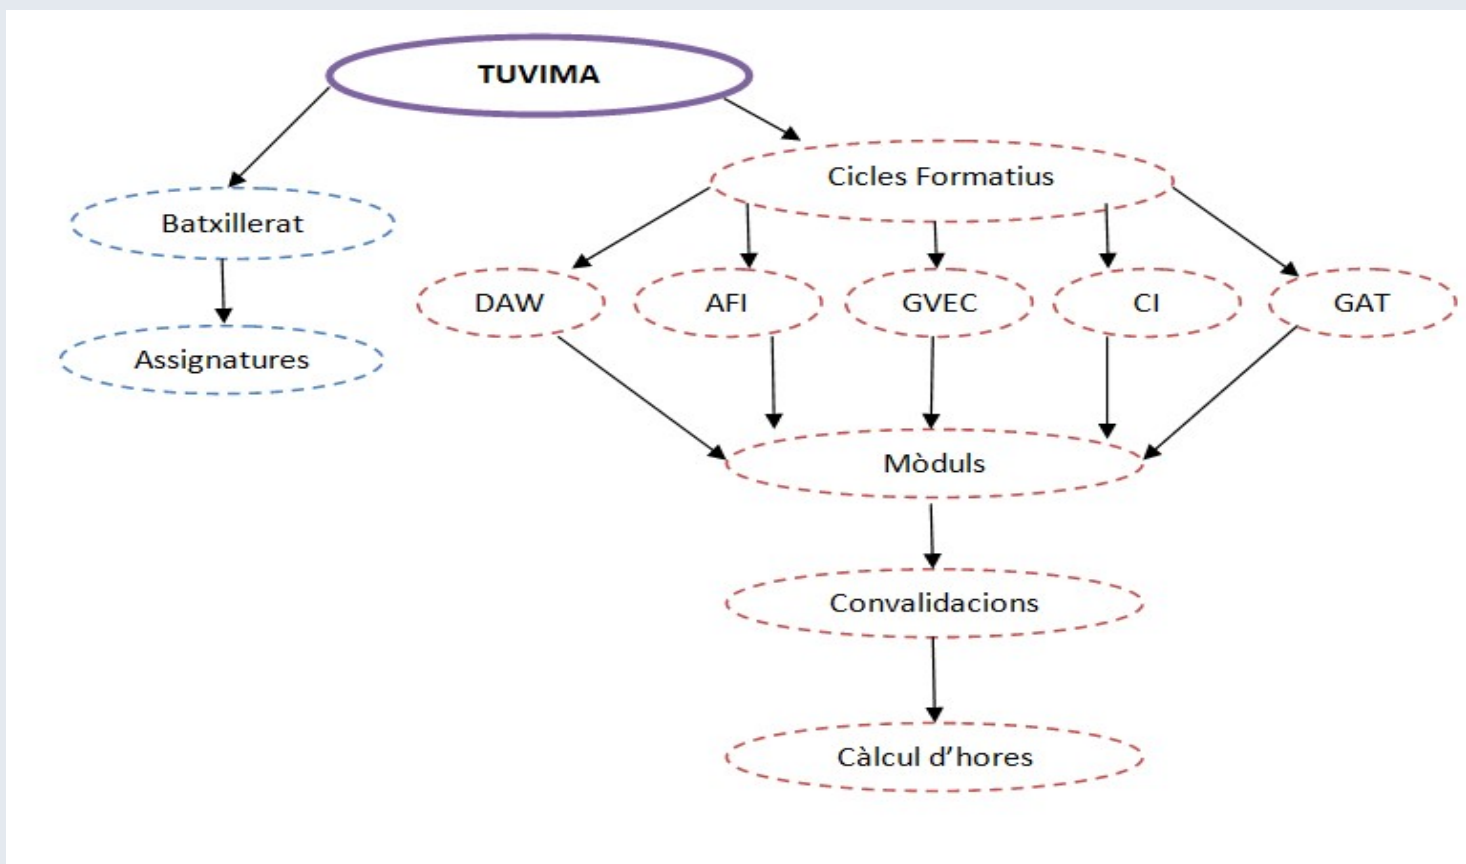 TUVIMA
Cicles Formatius
Batxillerat
DAW
AFI
GVEC
CI
GAT
Assignatures
Mòduls
Convalidacions
Càlcul d’hores